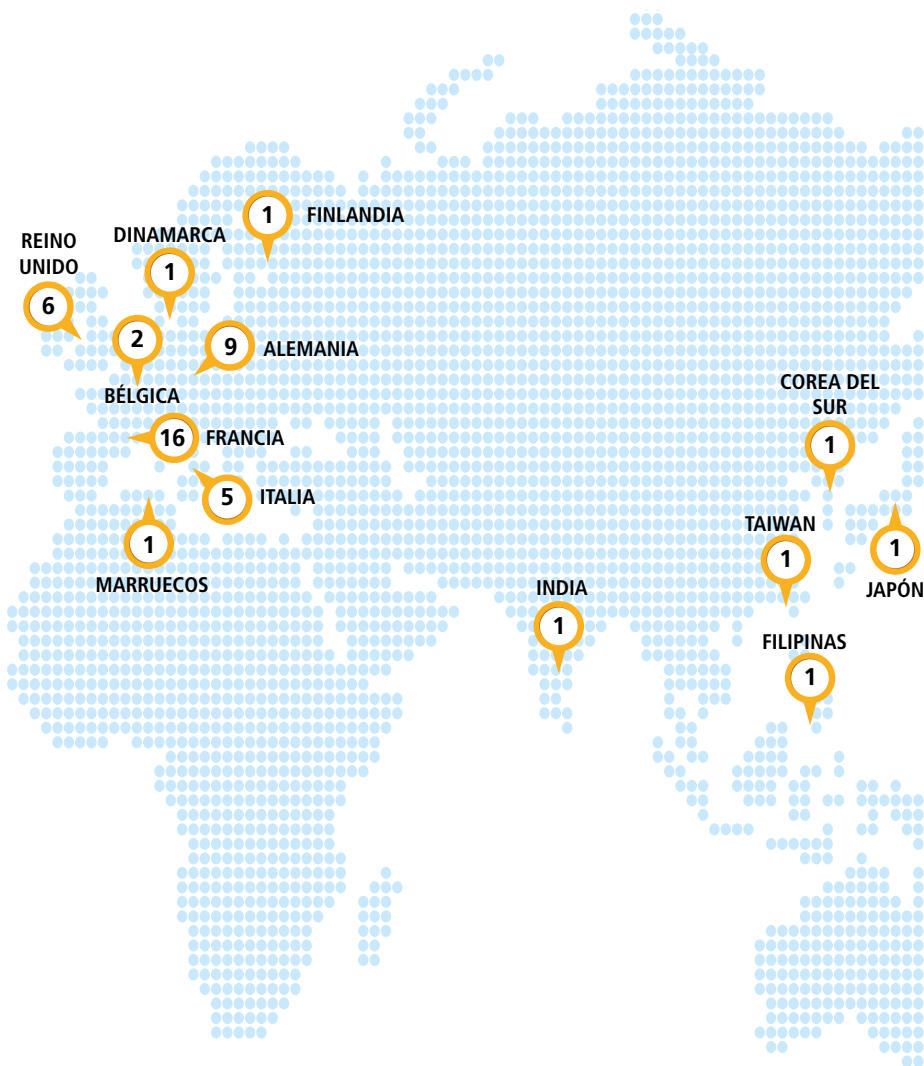 1
FINLANDIA
DINAMARCA
1
REINO
UNIDO
6
2
BÉLGICA
9
ALEMANIA
16
FRANCIA
5
ITALIA
1
MARRUECOS
COREA DEL
SUR
1
TAIWAN
1
1
JAPÓN
INDIA
1
FILIPINAS
1